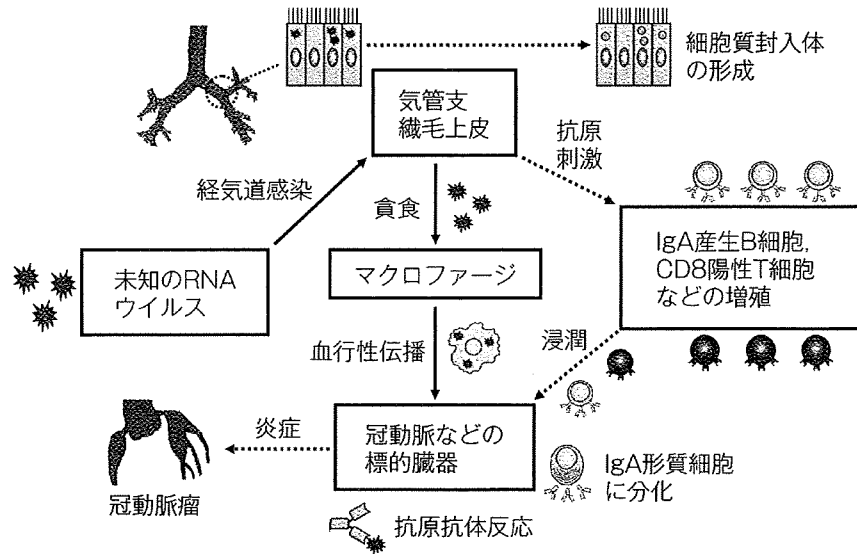 細胞質封入体
の形成
気管支
繊毛上皮
抗原
刺激
経気道感染
貪食
未知のRNA
ウイルス
マクロファージ
IgA産生B細胞,
CD8陽性T細胞
などの増殖
血行性伝播
浸潤
炎症
冠動脈などの
標的臓器
IgA形質細胞
に分化
冠動脈瘤
抗原抗体反応